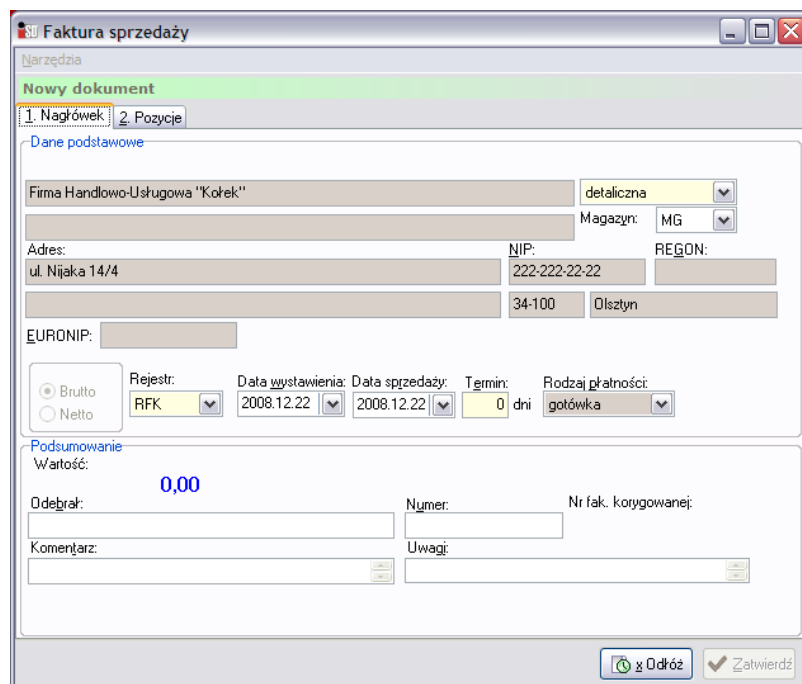 Faktura sprzedaży
Narzędzia
Nowy dokument
1. Nagłówek 2. Pozycje
Dane podstawowe
Firma Handlowo-Usługowa "Kołek" detaliczna
Magazyn: MG
Adres: NIP: REGON:
ul. Nijaka 14/4 222-222-22-22
34-100 Olsztyn
EURONIP:
Rejestr: Data wystawienia: Data sprzedaży: Termin: Rodzaj płatności:
Brutto
RFK 2008.12.22 2008.12.22 0 dni gotówka
Netto
Podsumowanie
Wartość:
0,00
Odebrał: Numer: Nr fak. korygowanej:
Komentarz: Uwagi:
x Odłóż Zatwierdź